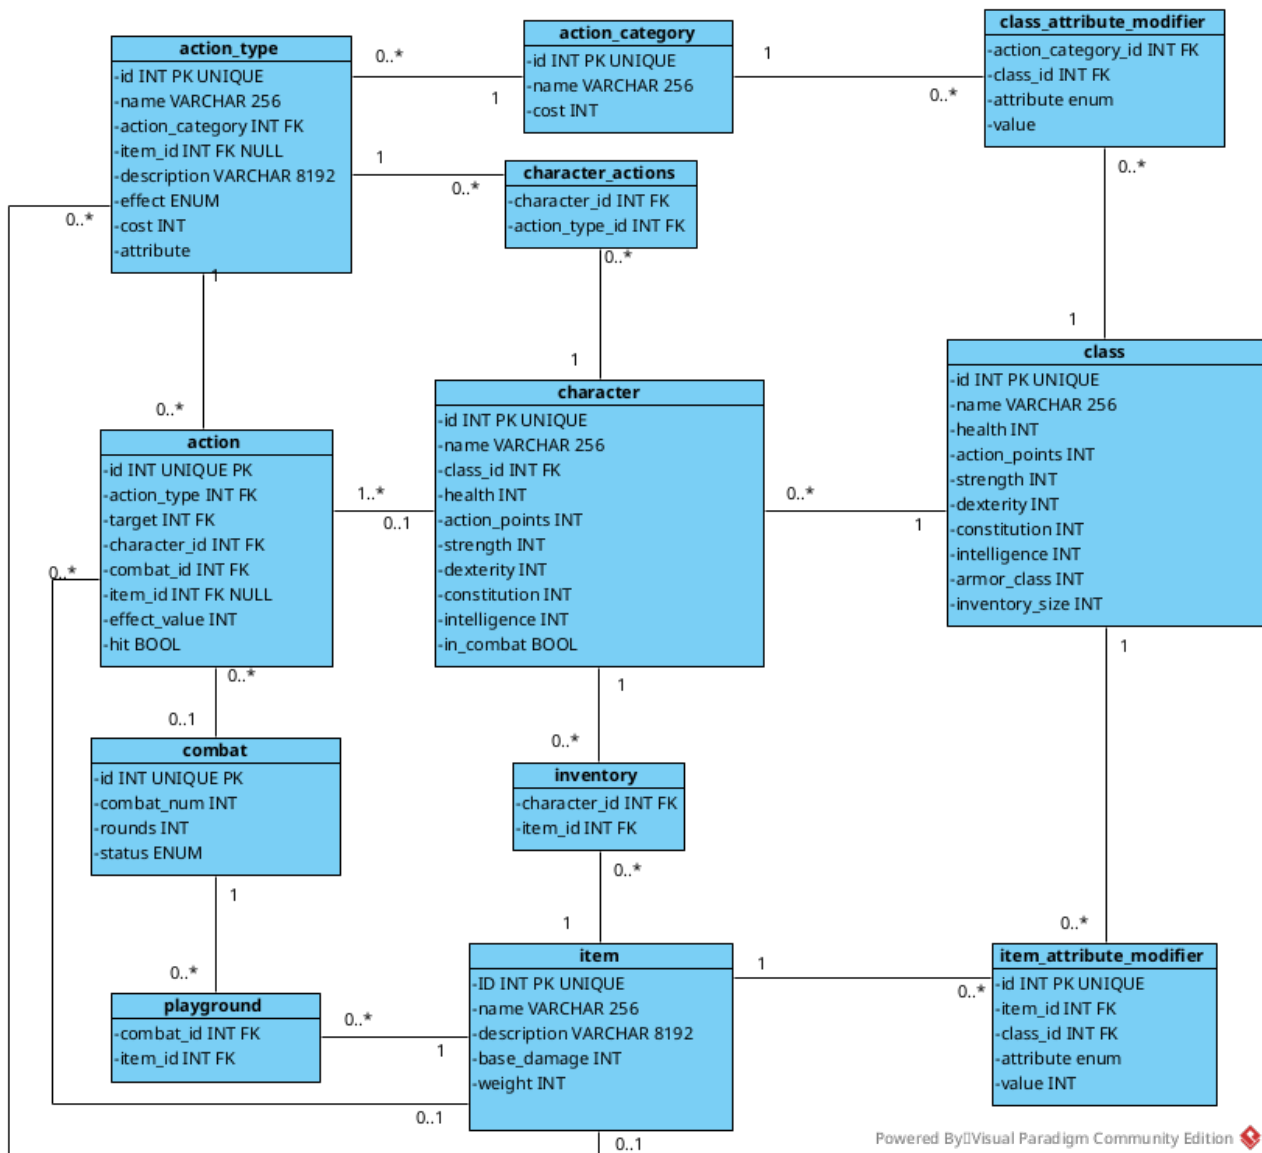 action_type
-id INT PK UNIQUE
-name VARCHAR 256
-action_category INT FK
-item_id INT FK NULL
-description VARCHAR 8192
-effect ENUM
-cost INT
-attribute
0..*
1
action_category
-id INT PK UNIQUE
-name VARCHAR 256
-cost INT
1
0..*
class_attribute_modifier
-action_category_id INT FK
-class_id INT FK
-attribute enum
-value
1
0..*
character_actions
-character_id INT FK
-action_type_id INT FK
0..*
0..*
1
0..*
1
0..*
1
action
-id INT UNIQUE PK
-action_type INT FK
-target INT FK
-character_id INT FK
-combat_id INT FK
-item_id INT FK NULL
-effect_value INT
-hit BOOL
1..*
0..1
character
-id INT PK UNIQUE
-name VARCHAR 256
-class_id INT FK
-health INT
-action_points INT
-strength INT
-dexterity INT
-constitution INT
-intelligence INT
-in_combat BOOL
0..*
1
class
-id INT PK UNIQUE
-name VARCHAR 256
-health INT
-action_points INT
-strength INT
-dexterity INT
-constitution INT
-intelligence INT
-armor_class INT
-inventory_size INT
0..*
0..*
0..1
1
0..*
1
0..*
combat
-id INT UNIQUE PK
-combat_num INT
-rounds INT
-status ENUM
inventory
-character_id INT FK
-item_id INT FK
1
0..*
0..*
1
playground
-combat_id INT FK
-item_id INT FK
0..*
1
item
-ID INT PK UNIQUE
-name VARCHAR 256
-description VARCHAR 8192
-base_damage INT
-weight INT
1
0..*
item_attribute_modifier
-id INT PK UNIQUE
-item_id INT FK
-class_id INT FK
-attribute enum
-value INT
0..1
0..1
Powered By Visual Paradigm Community Edition